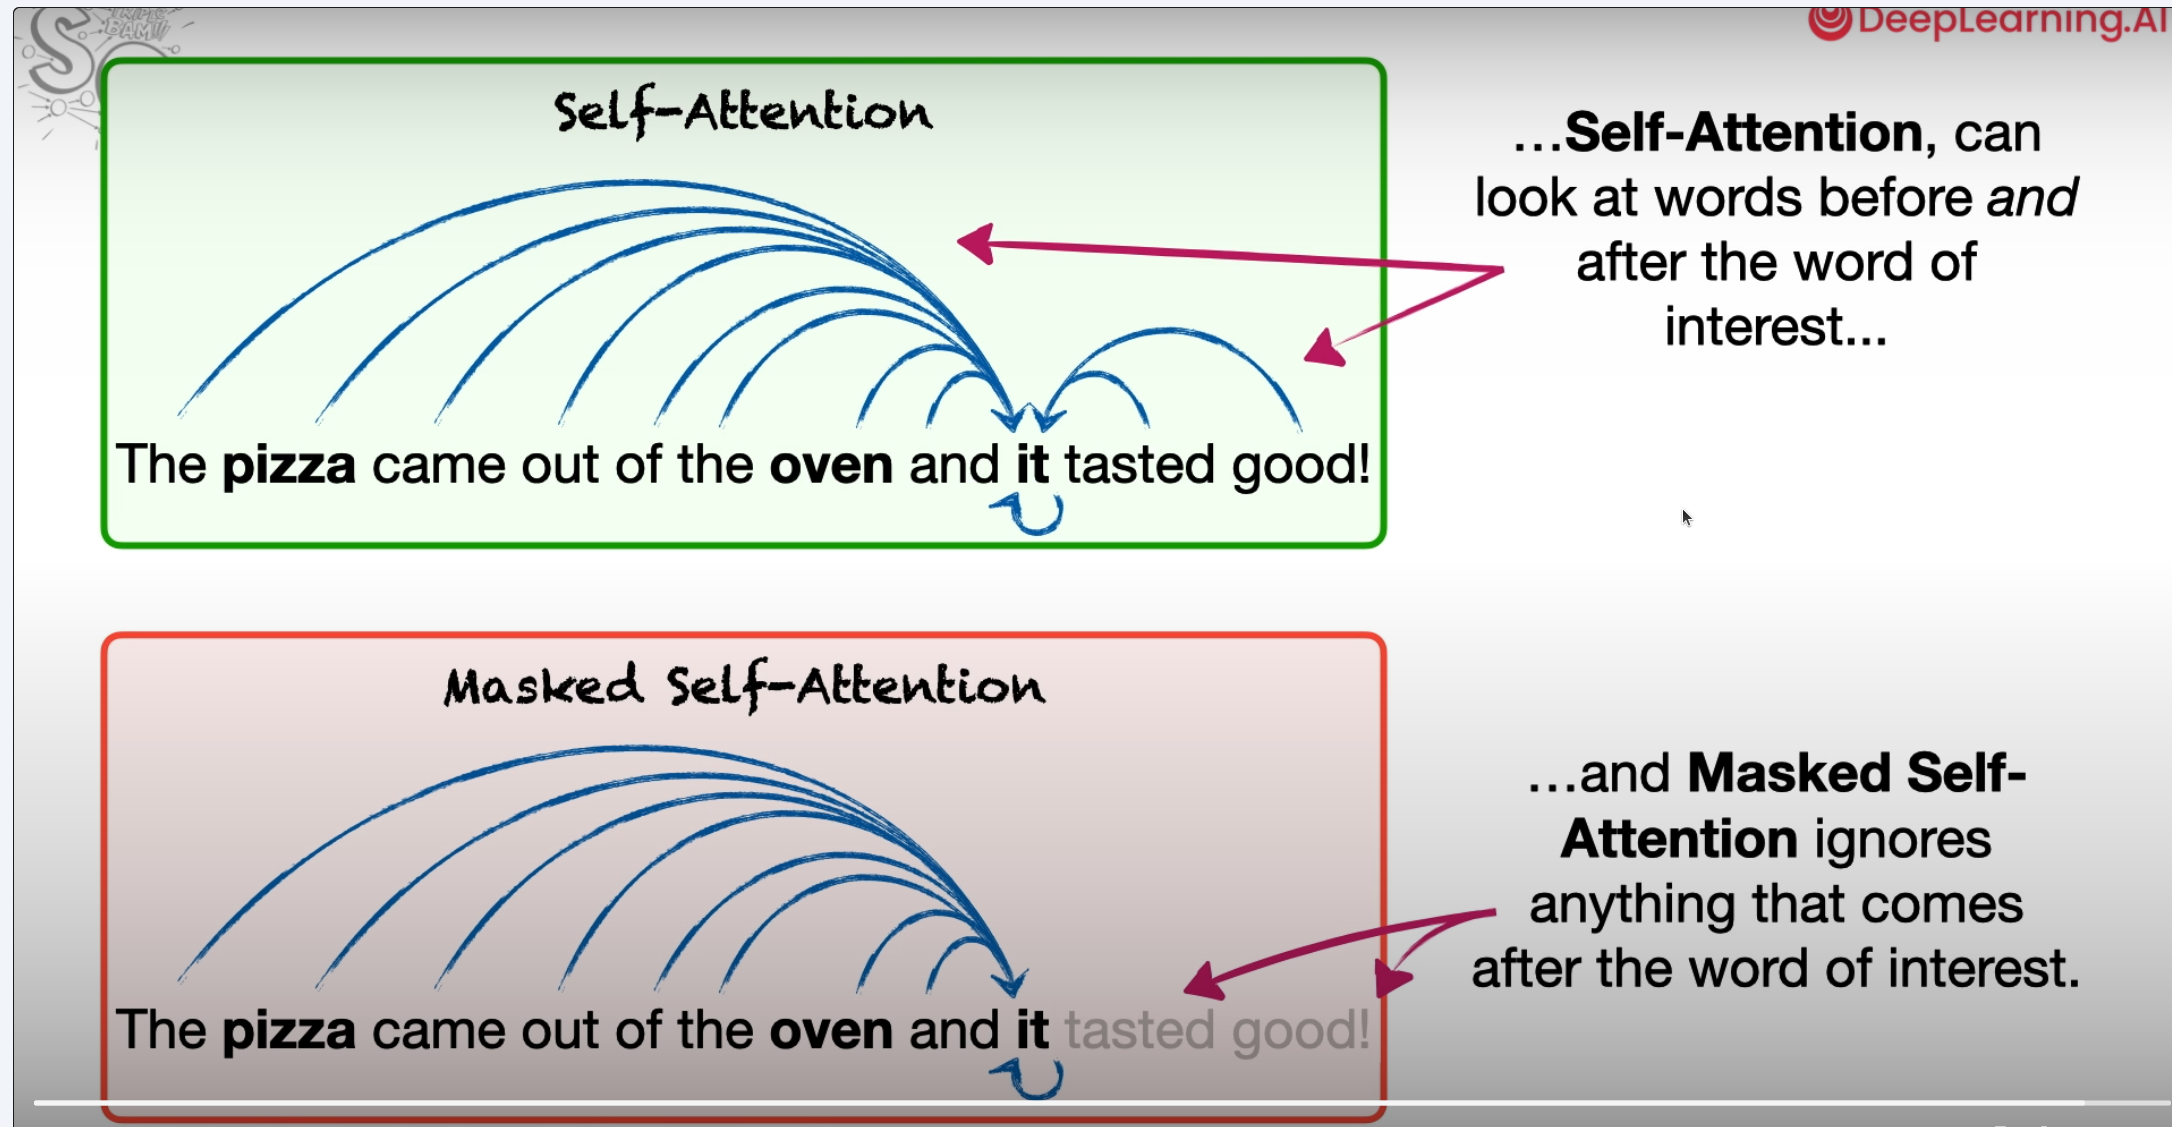 TRIPLE
BAM!!!
DeepLearning.AI
Self-Attention
…Self-Attention, can
look at words before and
after the word of
interest...
The pizza came out of the oven and it tasted good!
Masked Self-Attention
…and Masked Self-
Attention ignores
anything that comes
after the word of interest.
The pizza came out of the oven and it tasted good!